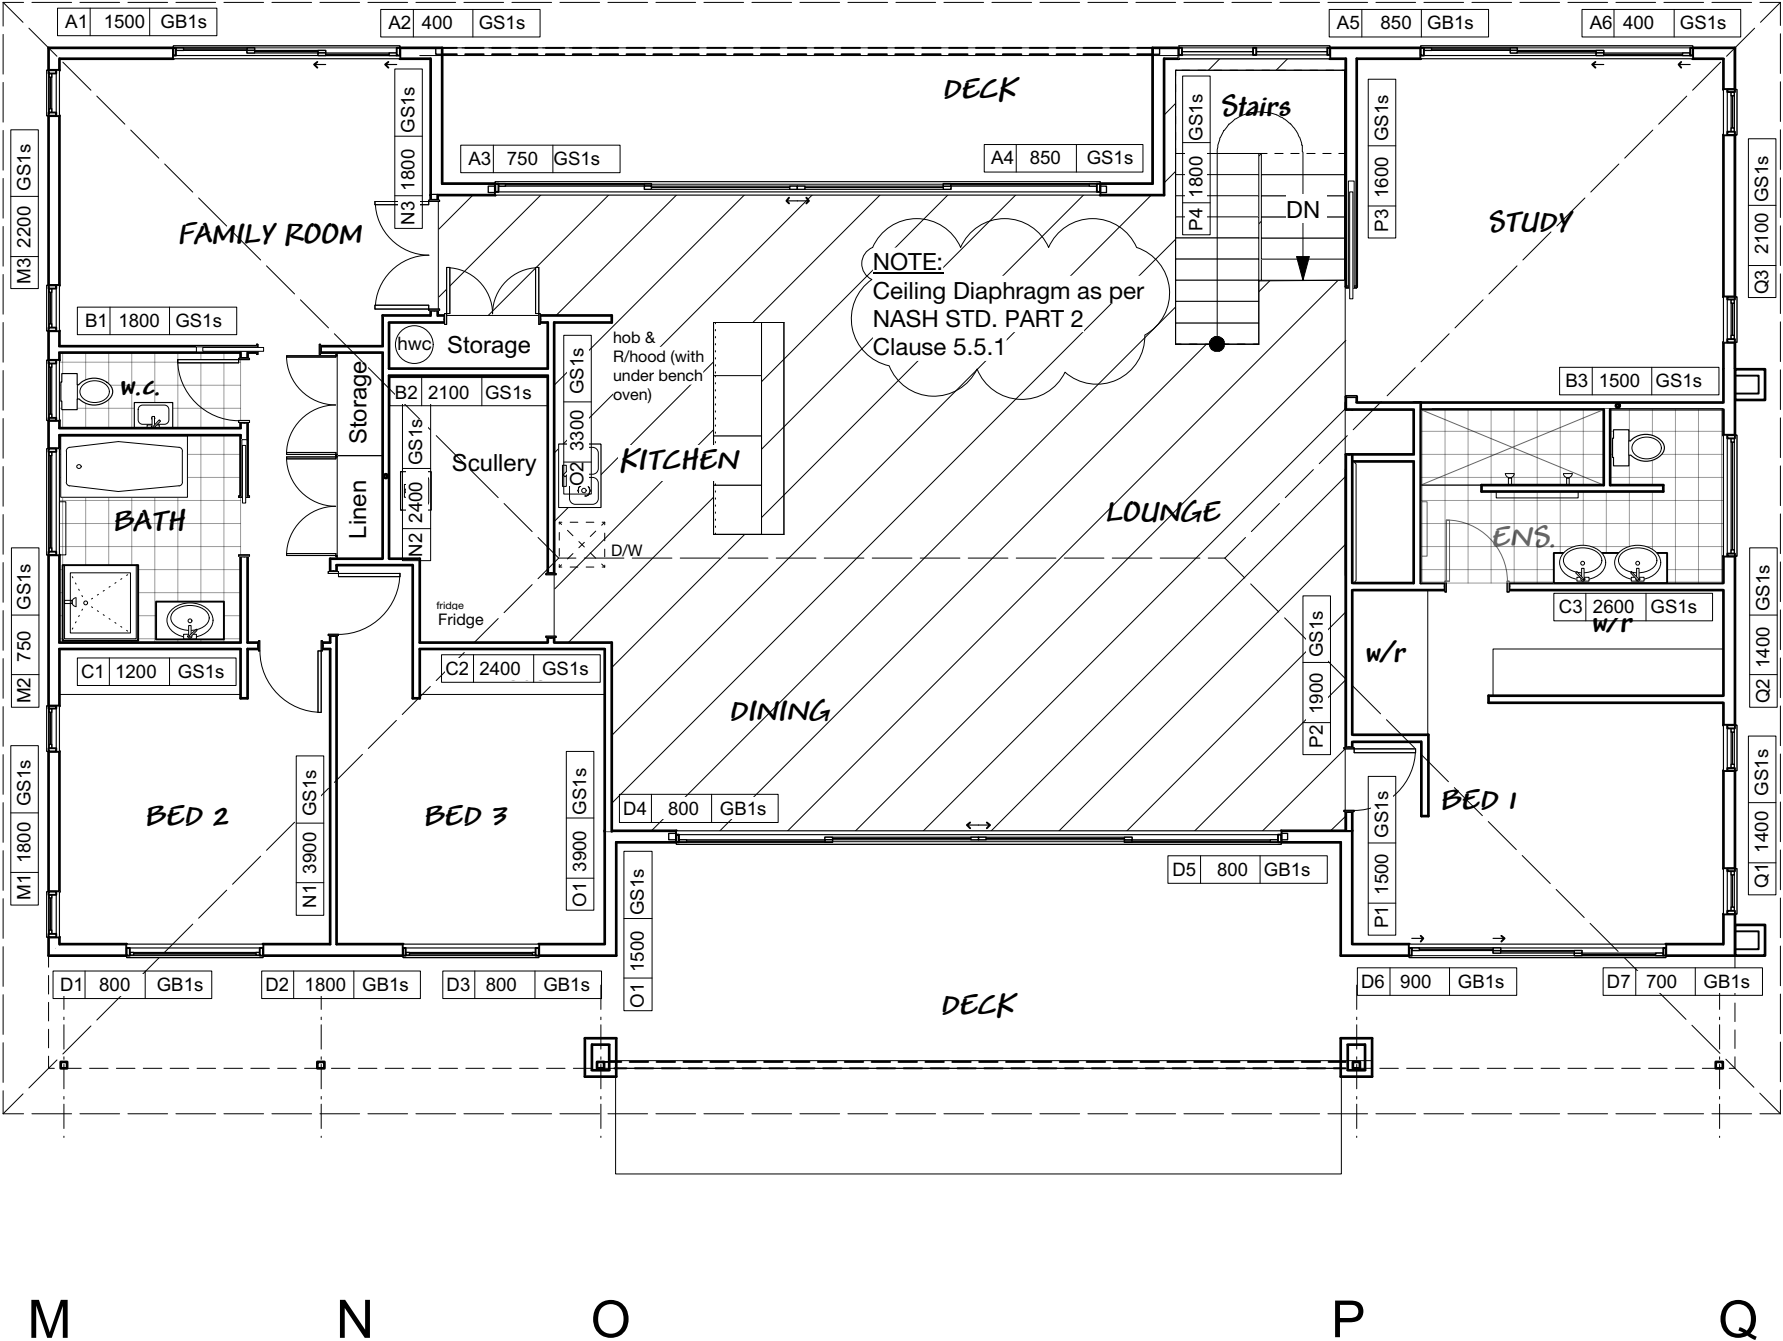 A1 1500 GB1s
A2 400 GS1s
A5 850 GB1s
A6 400 GS1s
DECK
Stairs
N3 1800 GS1s
P4 1800 GS1s
P3 1600 GS1s
A3 750 GS1s
A4 850 GS1s
M3 2200 GS1s
Q3 2100 GS1s
FAMILY ROOM
DN
STUDY
NOTE:
Ceiling Diaphragm as per
NASH STD. PART 2
Clause 5.5.1
B1 1800 GS1s
hwc
Storage
hob &
R/hood (with
under bench
oven)
W.C.
Storage
B2 2100 GS1s
O2 3300 GS1s
B3 1500 GS1s
Scullery
KITCHEN
N2 2400 GS1s
Linen
BATH
LOUNGE
ENS.
D/W
M2 750 GS1s
fridge
Fridge
C3 2600 GS1s
w/r
w/r
Q2 1400 GS1s
P2 1900 GS1s
C1 1200 GS1s
C2 2400 GS1s
DINING
M1 1800 GS1s
BED 2
N1 3900 GS1s
BED 3
O1 3900 GS1s
D4 800 GB1s
P1 1500 GS1s
BED 1
Q1 1400 GS1s
D5 800 GB1s
O1 1500 GS1s
D1 800 GB1s
D2 1800 GB1s
D3 800 GB1s
DECK
D6 900 GB1s
D7 700 GB1s
M N O P Q